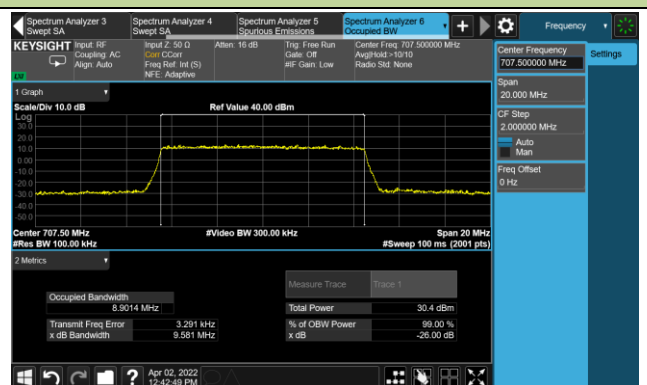 Spectrum Analyzer 3
Swept SA
Spectrum Analyzer 4
Swept SA
Spectrum Analyzer 5
Spurious Emissions
Spectrum Analyzer 6
Occupied BW
Frequency
KEYSIGHT
Input: RF
Coupling: AC
Align: Auto
Input Z: 50 Ω
Corr CCorr
Freq Ref: Int (S)
NFE: Adaptive
Atten: 16 dB
Trig: Free Run
Gate: Off
#IF Gain: Low
Center Freq: 707.500000 MHz
Avg|Hold:>10/10
Radio Std: None
Center Frequency
707.500000 MHz
Settings
Span
20.000 MHz
CF Step
2.000000 MHz
Auto
Man
Freq Offset
0 Hz
1 Graph
Scale/Div 10.0 dB
Ref Value 40.00 dBm
Log
30.0
20.0
10.0
0.00
-10.0
-20.0
-30.0
-40.0
-50.0
Center 707.50 MHz
#Video BW 300.00 kHz
Span 20 MHz
#Res BW 100.00 kHz
#Sweep 100 ms (2001 pts)
2 Metrics
Measure Trace
Trace 1
Occupied Bandwidth
8.9014 MHz
Total Power
30.4 dBm
Transmit Freq Error
3.291 kHz
% of OBW Power
99.00 %
x dB Bandwidth
9.581 MHz
x dB
-26.00 dB
?
Apr 02, 2022
12:42:49 PM